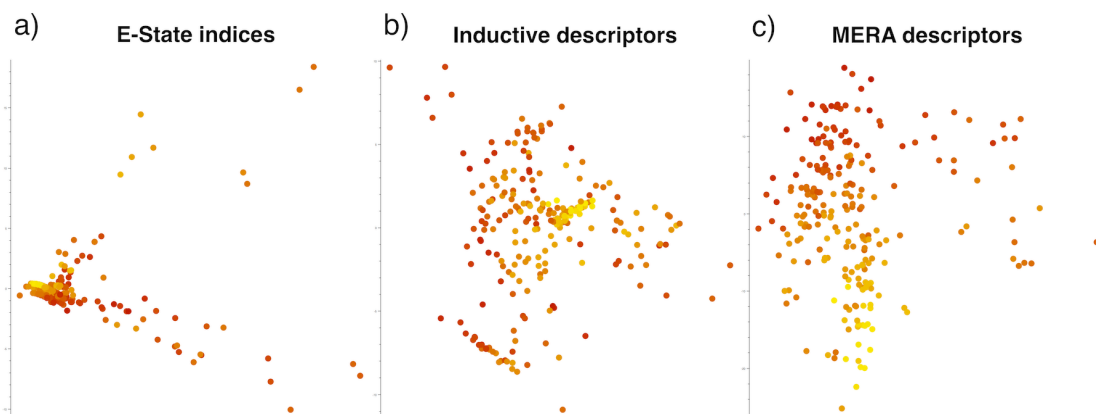 a) E-State indices
b) Inductive descriptors
c) MERA descriptors